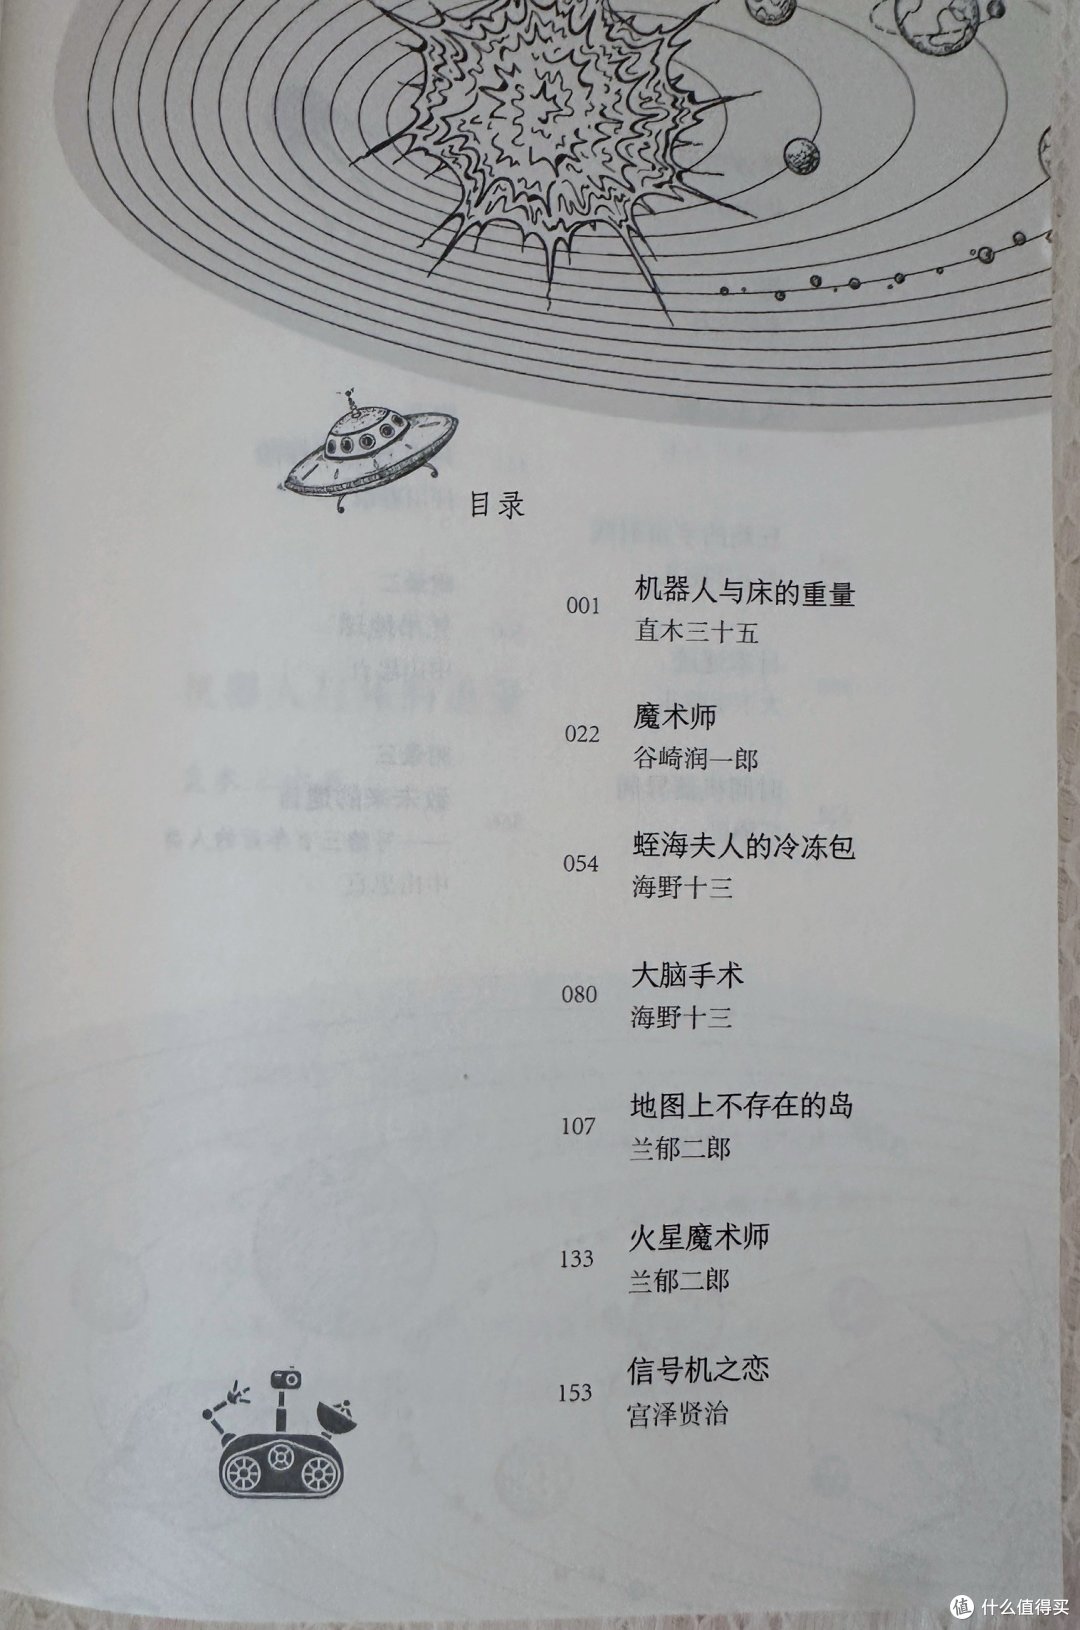 目录
001
机器人与床的重量
直木三十五
022
魔术师
谷崎润一郎
054
蛭海夫人的冷冻包
海野十三
080
大脑手术
海野十三
107
地图上不存在的岛
兰郁二郎
133
火星魔术师
兰郁二郎
153
信号机之恋
宫泽贤治
值 什么值得买